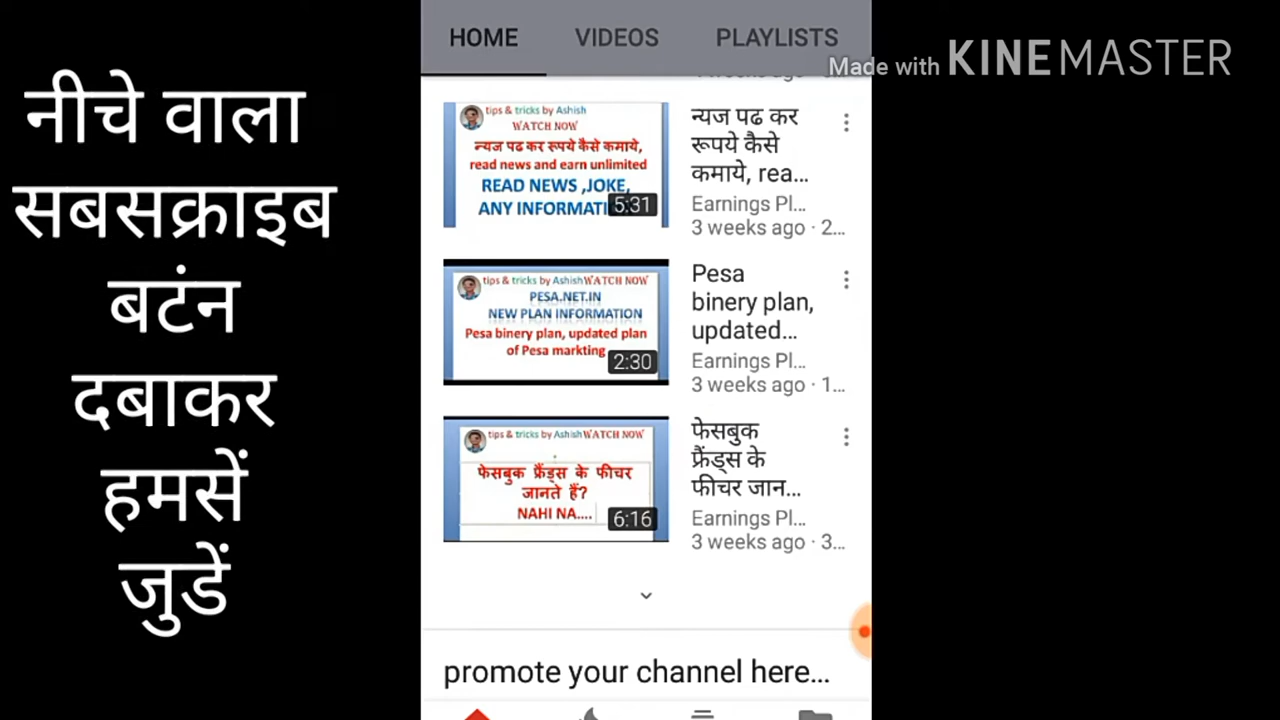 HOME VIDEOS PLAYLISTS
Made with KINEMASTER
नीचे वाला
सबसक्राइब
बटंन
दबाकर
हमसें
जुडें
tips & tricks by Ashish
WATCH NOW
न्यज पढ कर रूपये कैसे कमाये,
read news and earn unlimited
READ NEWS ,JOKE,
ANY INFORMATI
5:31
न्यज पढ कर
रूपये कैसे
कमाये, rea...
Earnings Pl...
3 weeks ago · 2...
tips & tricks by Ashish WATCH NOW
PESA.NET.IN
NEW PLAN INFORMATION
Pesa binery plan, updated plan
of Pesa markting
2:30
Pesa
binery plan,
updated...
Earnings Pl...
3 weeks ago · 1...
tips & tricks by Ashish WATCH NOW
फेसबुक फ्रैंड्स के फीचर
जानते हैं?
NAHI NA....
6:16
फेसबुक
फ्रैंड्स के
फीचर जान...
Earnings Pl...
3 weeks ago · 3...
promote your channel here...